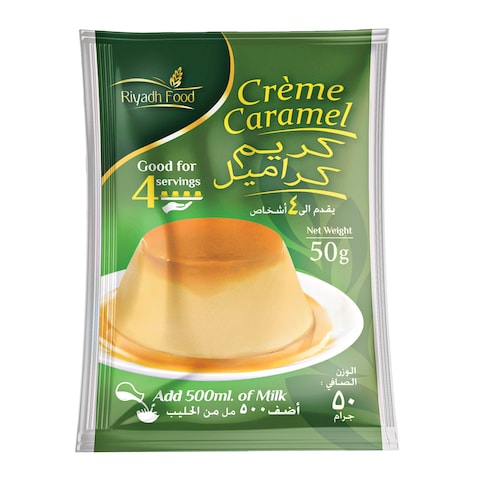 Riyadh Food
Crème
Caramel
كريم
كراميل
Good for
4 servings
يقدم الى ٤ أشخاص
Net Weight
50g
Add 500ml. of Milk
أضف ٥٠٠ مل من الحليب
الوزن
الصافي:
٥٠
جرام